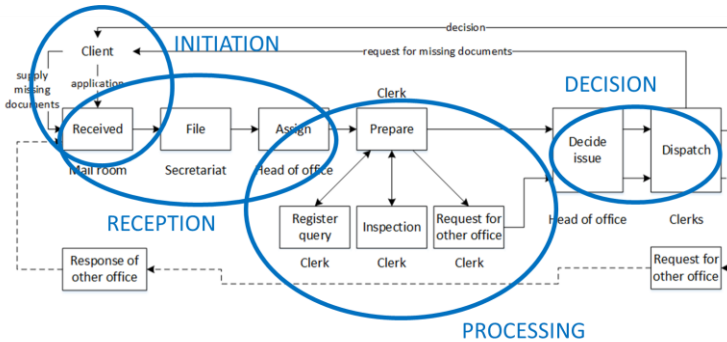 decision
INITIATION
Client
request for missing documents
supply
missing
documents
application
DECISION
Clerk
Received
File
Assign
Prepare
Decide
issue
Dispatch
Mail room
Secretariat
Head of office
RECEPTION
Register
query
Inspection
Request for
other office
Head of office
Clerks
Clerk
Clerk
Clerk
Response of
other office
Request for
other office
PROCESSING